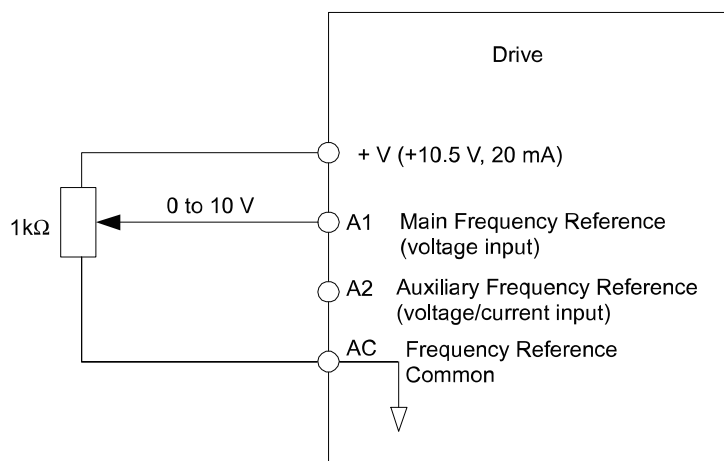 Drive
+ V (+10.5 V, 20 mA)
0 to 10 V
1kΩ
A1 Main Frequency Reference
(voltage input)
A2 Auxiliary Frequency Reference
(voltage/current input)
AC Frequency Reference
Common